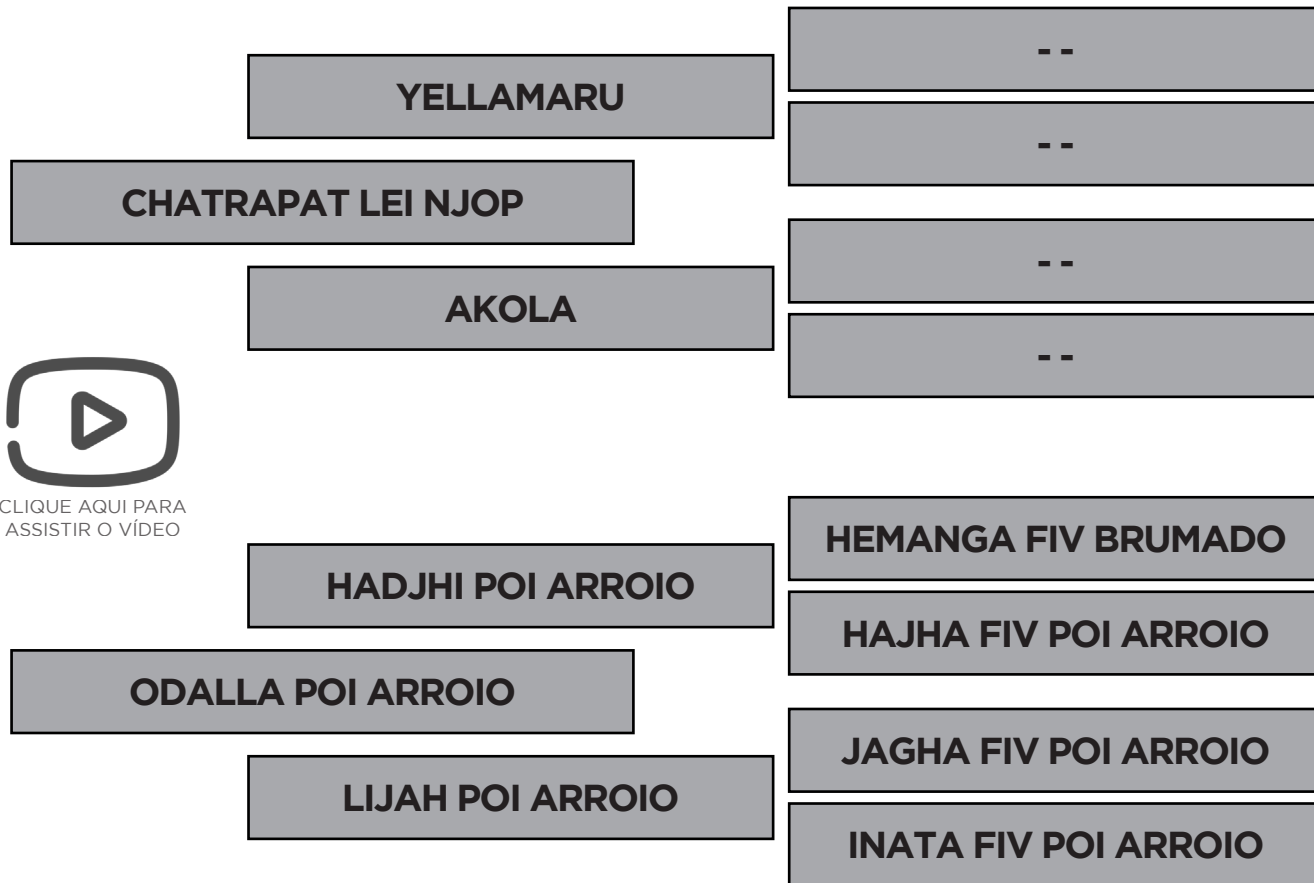 - -
YELLAMARU
- -
CHATRAPAT LEI NJOP
- -
AKOLA
- -
CLIQUE AQUI PARA
ASSISTIR O VÍDEO
HEMANGA FIV BRUMADO
HADJHI POI ARROIO
HAJHA FIV POI ARROIO
ODALLA POI ARROIO
JAGHA FIV POI ARROIO
LIJAH POI ARROIO
INATA FIV POI ARROIO